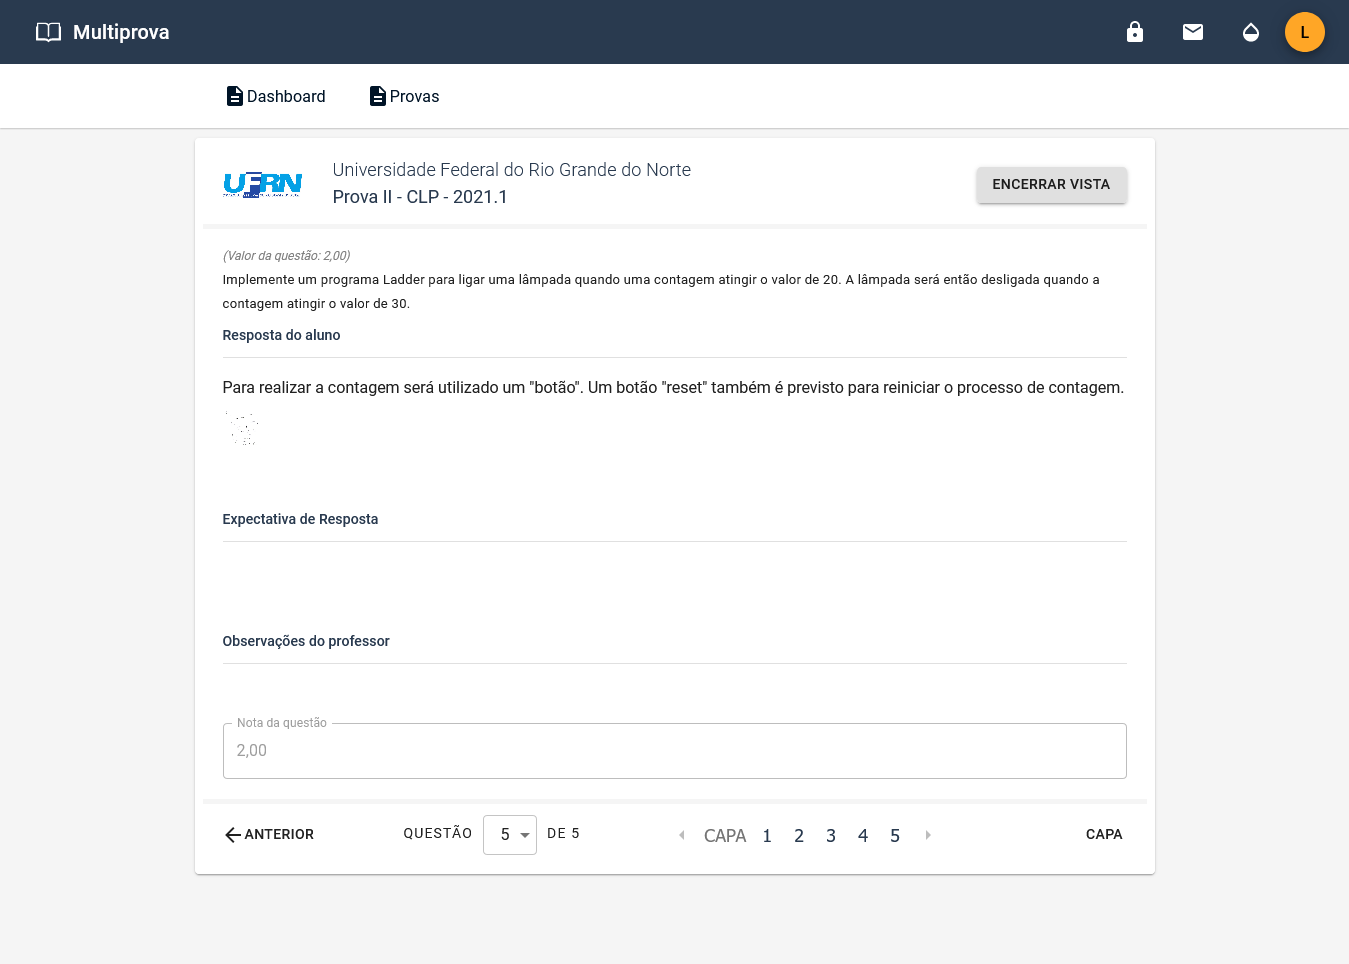 Multiprova
L
Dashboard
Provas
UFRN
Universidade Federal do Rio Grande do Norte
Prova II - CLP - 2021.1
ENCERRAR VISTA
(Valor da questão: 2,00)
Implemente um programa Ladder para ligar uma lâmpada quando uma contagem atingir o valor de 20. A lâmpada será então desligada quando a
contagem atingir o valor de 30.
Resposta do aluno
Para realizar a contagem será utilizado um "botão". Um botão "reset" também é previsto para reiniciar o processo de contagem.
Expectativa de Resposta
Observações do professor
Nota da questão
2,00
ANTERIOR
QUESTÃO 5 DE 5
CAPA 1 2 3 4 5
CAPA